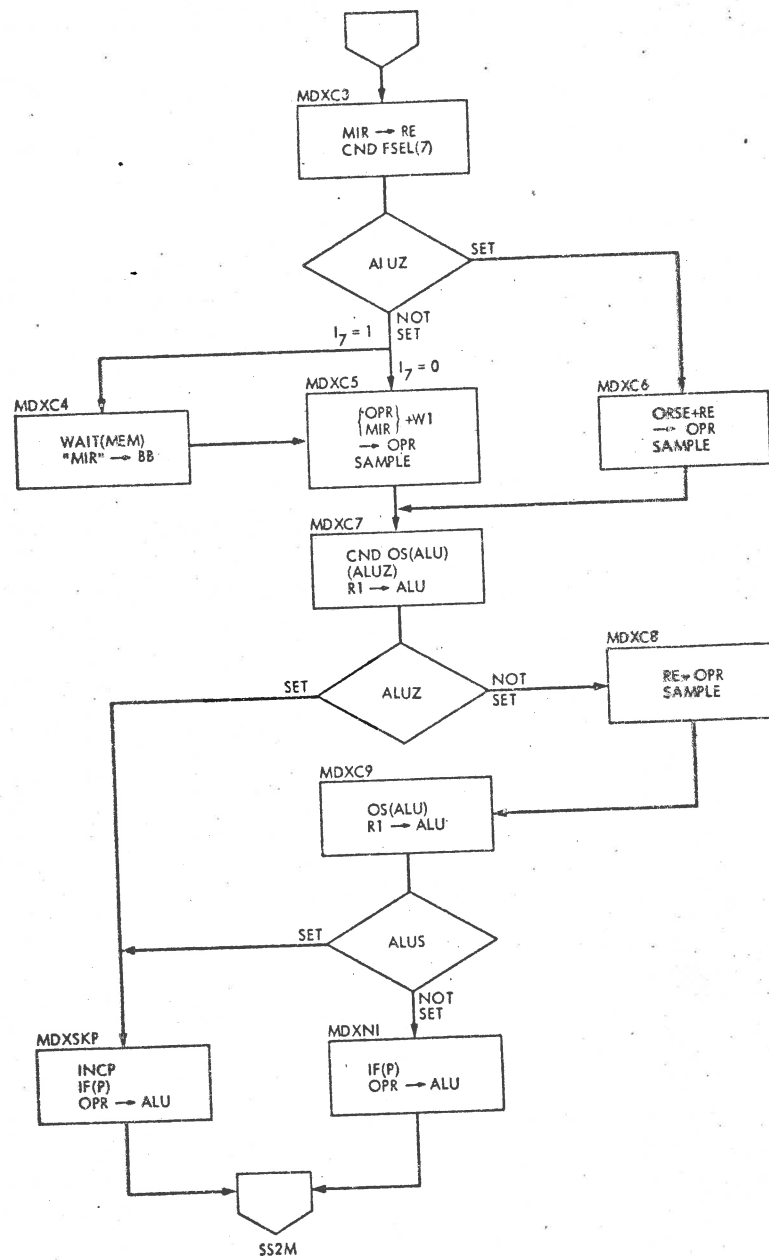 MDXC3
MIR → RE
CND FSEL(7)
ALUZ
SET
NOT
SET
I7 = 1
I7 = 0
MDXC4
WAIT(MEM)
"MIR" → BB
MDXC5
{OPR
MIR} +W1
→ OPR
SAMPLE
MDXC6
ORSE+RE
→ OPR
SAMPLE
MDXC7
CND OS(ALU)
(ALUZ)
R1 → ALU
SET
ALUZ
NOT
SET
MDXC8
RE→ OPR
SAMPLE
MDXC9
OS(ALU)
R1 → ALU
SET
ALUS
NOT
SET
MDXSKP
INCP
IF(P)
OPR → ALU
MDXNI
IF(P)
OPR → ALU
SS2M